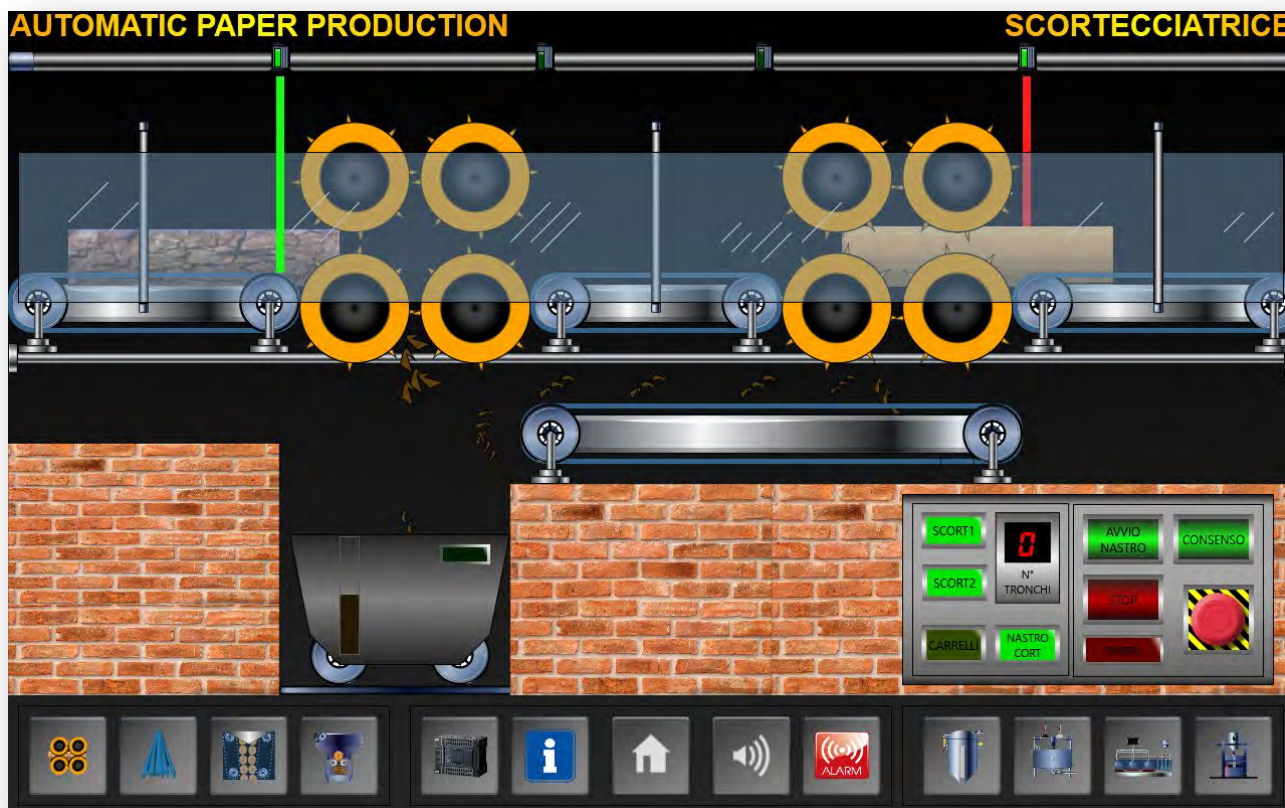 AUTOMATIC PAPER PRODUCTION
SCORTECCIATRICE
SCORT1
0
AVVIO
NASTRO
CONSENSO
SCORT2
N°
TRONCHI
STOP
CARRELLI
NASTRO
CORT
ALARM